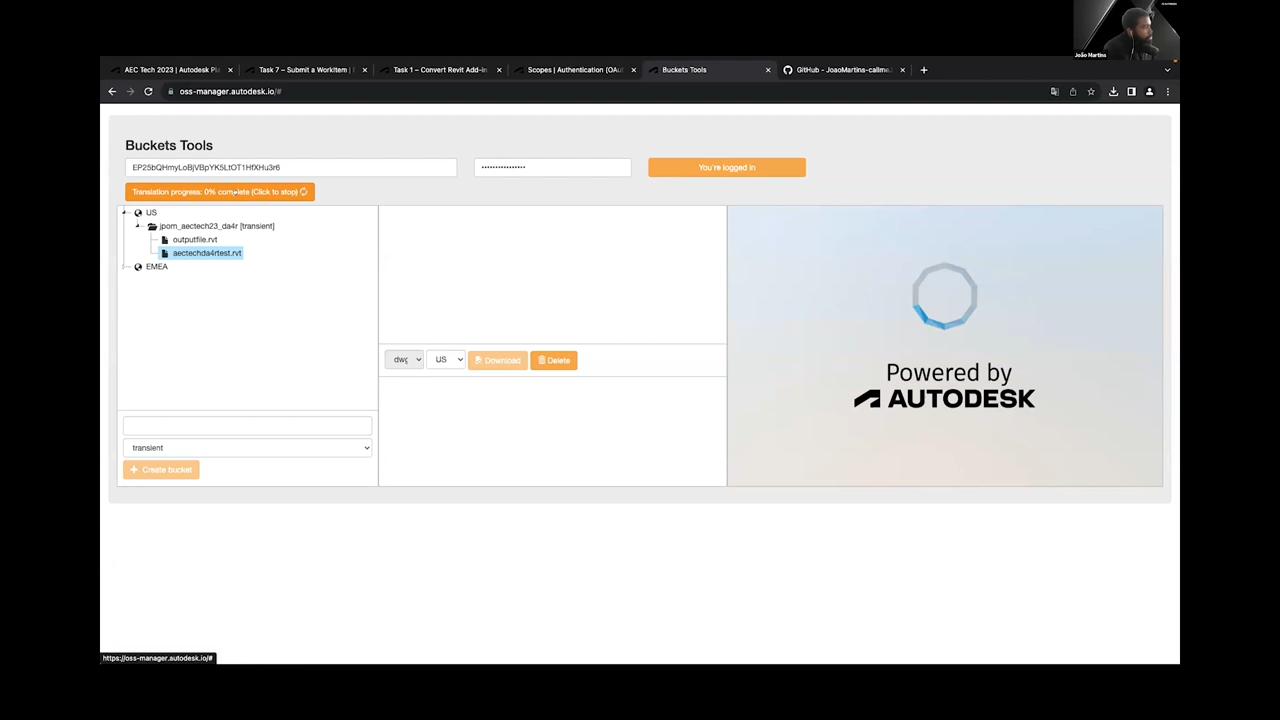 AUTODESK
João Martins
AEC Tech 2023 | Autodesk Pla
Task 7 – Submit a WorkItem |
Task 1 – Convert Revit Add-in
Scopes | Authentication (OAu
Buckets Tools
GitHub - JoaoMartins-callme
oss-manager.autodesk.io/#
Buckets Tools
You're logged in
Translation progress: 0% complete (Click to stop)
US
jpom_aectech23_da4r [transient]
outputfile.rvt
aectechda4rtest.rvt
EMEA
dwg
US
Download
Delete
Powered by
AUTODESK
transient
Create bucket
https://oss-manager.autodesk.io/#